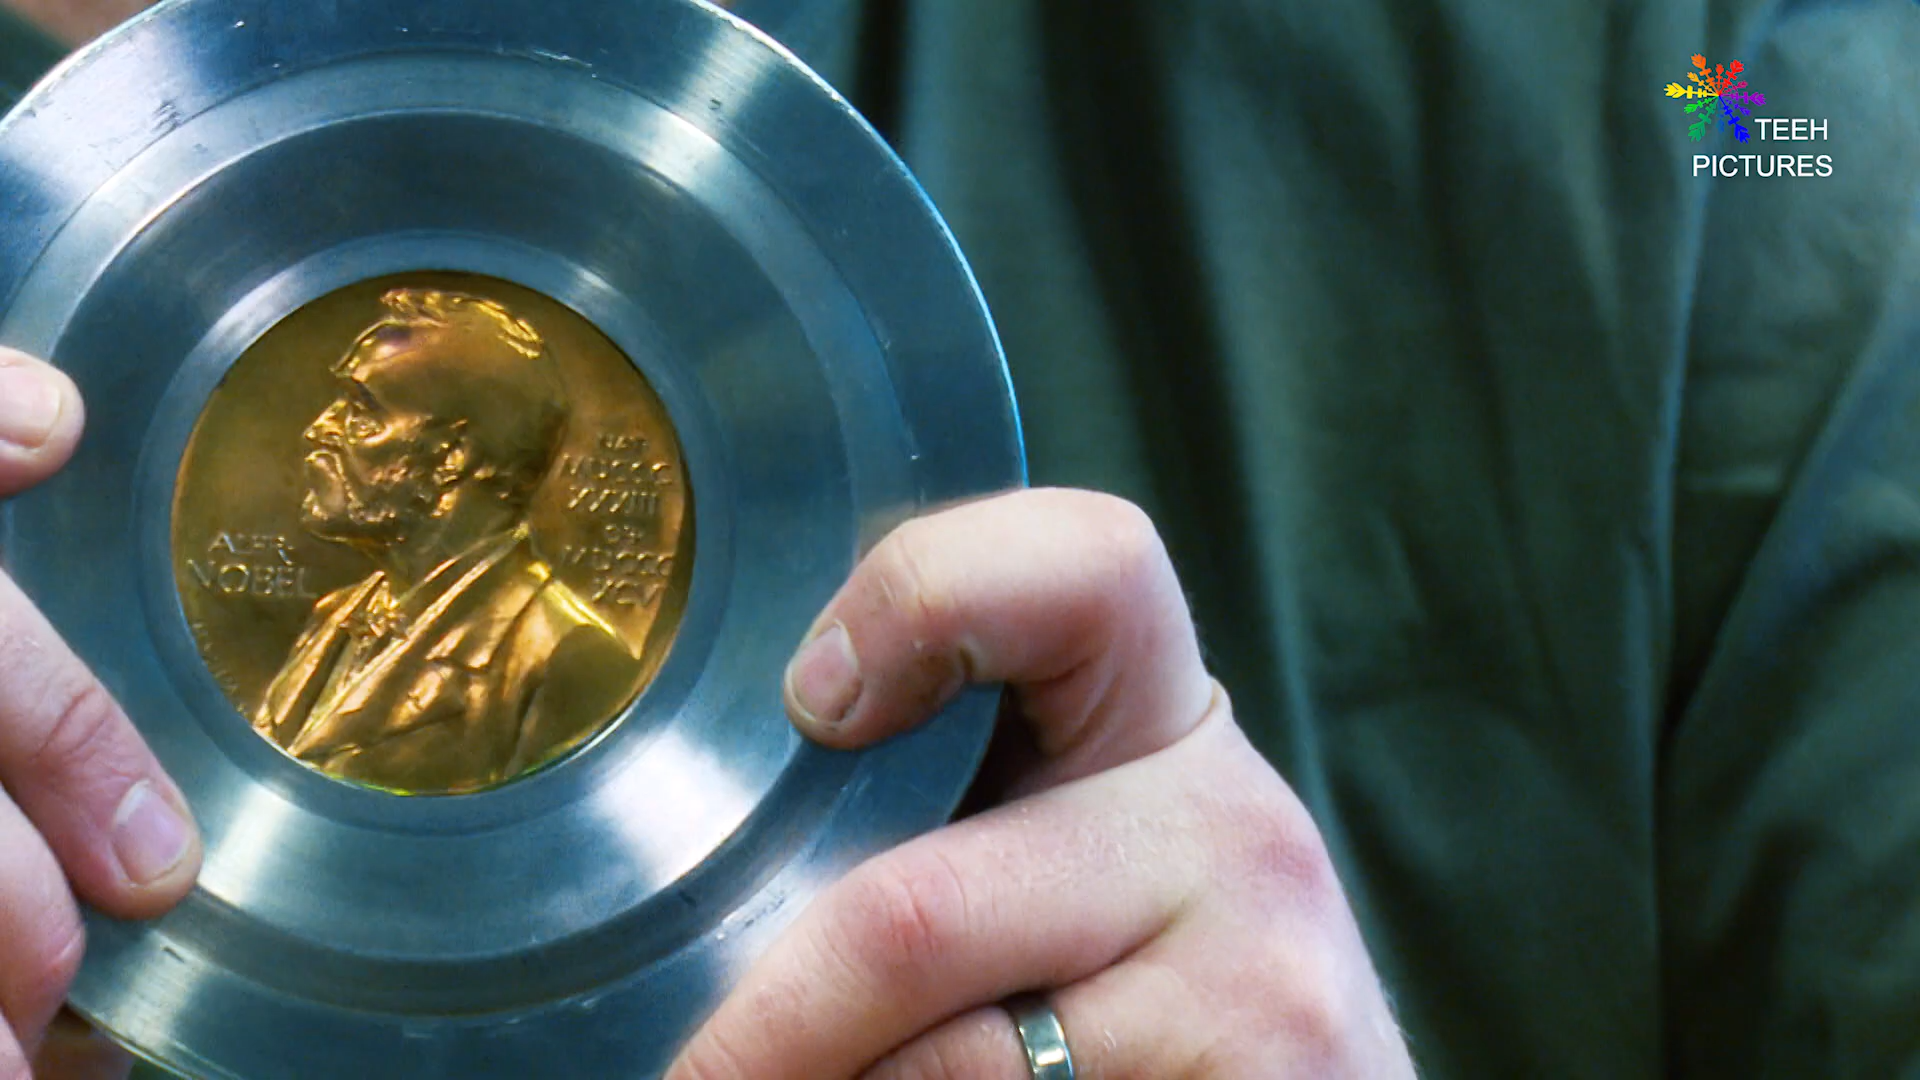 ALFR.
NOBEL
NAT.
MDCCC
XXXIII
OB.
MDCCC
XCVI
TEEH
PICTURES